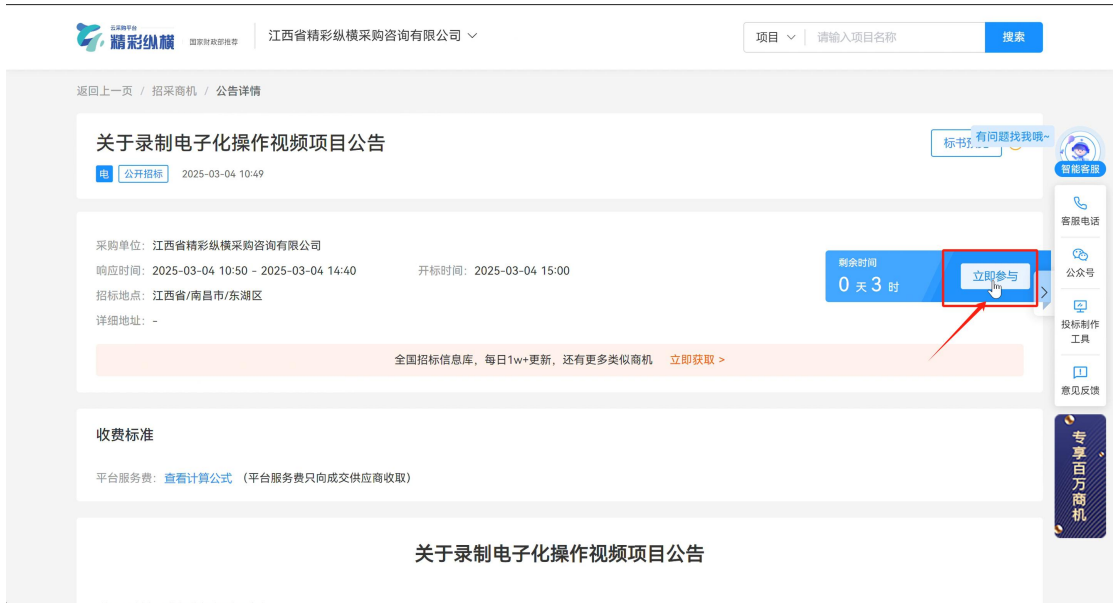 云采购平台
精彩纵横
国家财政部推荐
江西省精彩纵横采购咨询有限公司
项目
请输入项目名称
搜索
返回上一页 / 招采商机 / 公告详情
关于录制电子化操作视频项目公告
标书
有问题找我哦~
电 公开招标 2025-03-04 10:49
智能客服
客服电话
采购单位: 江西省精彩纵横采购咨询有限公司
响应时间: 2025-03-04 10:50 - 2025-03-04 14:40 开标时间: 2025-03-04 15:00
招标地点: 江西省/南昌市/东湖区
详细地址: -
剩余时间
0 天 3 时
立即参与
公众号
投标制作
工具
意见反馈
全国招标信息库，每日1w+更新，还有更多类似商机 立即获取 >
收费标准
平台服务费: 查看计算公式 (平台服务费只向成交供应商收取)
专享百万商机
关于录制电子化操作视频项目公告